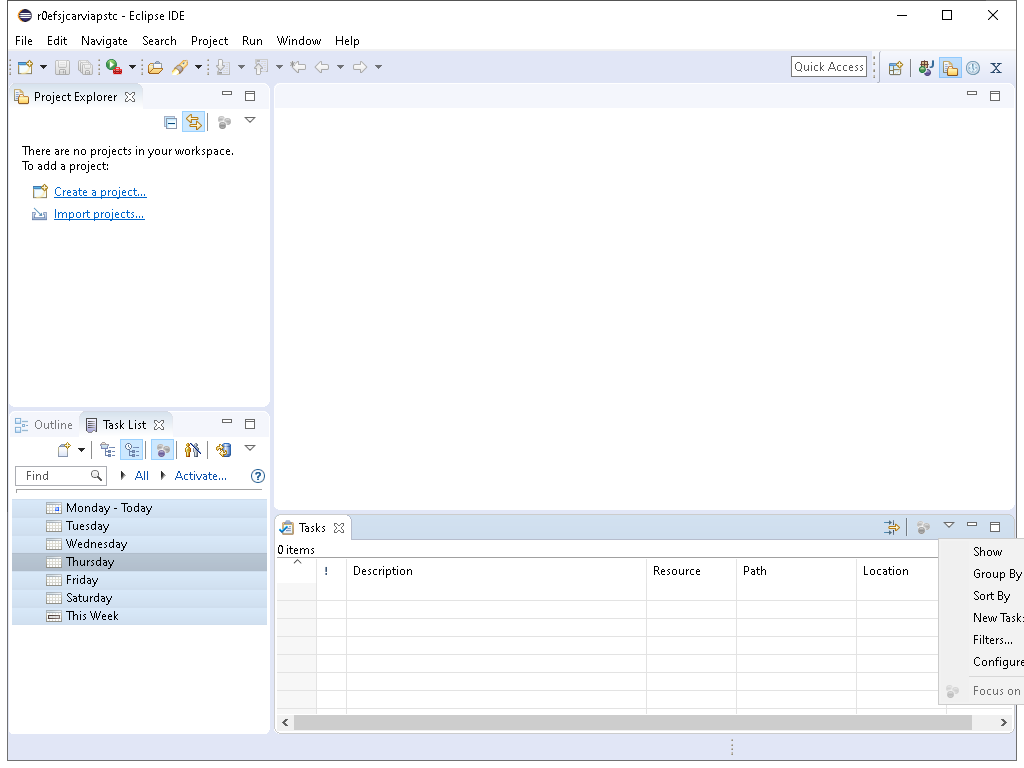 r0efsjcarviapstc - Eclipse IDE
File Edit Navigate Search Project Run Window Help
Quick Access
Project Explorer
There are no projects in your workspace.
To add a project:
Create a project...
Import projects...
Outline Task List
Find All Activate...
Monday - Today
Tuesday
Wednesday
Thursday
Friday
Saturday
This Week
Tasks
0 items
! Description Resource Path Location
Show
Group By
Sort By
New Task
Filters...
Configure
Focus on